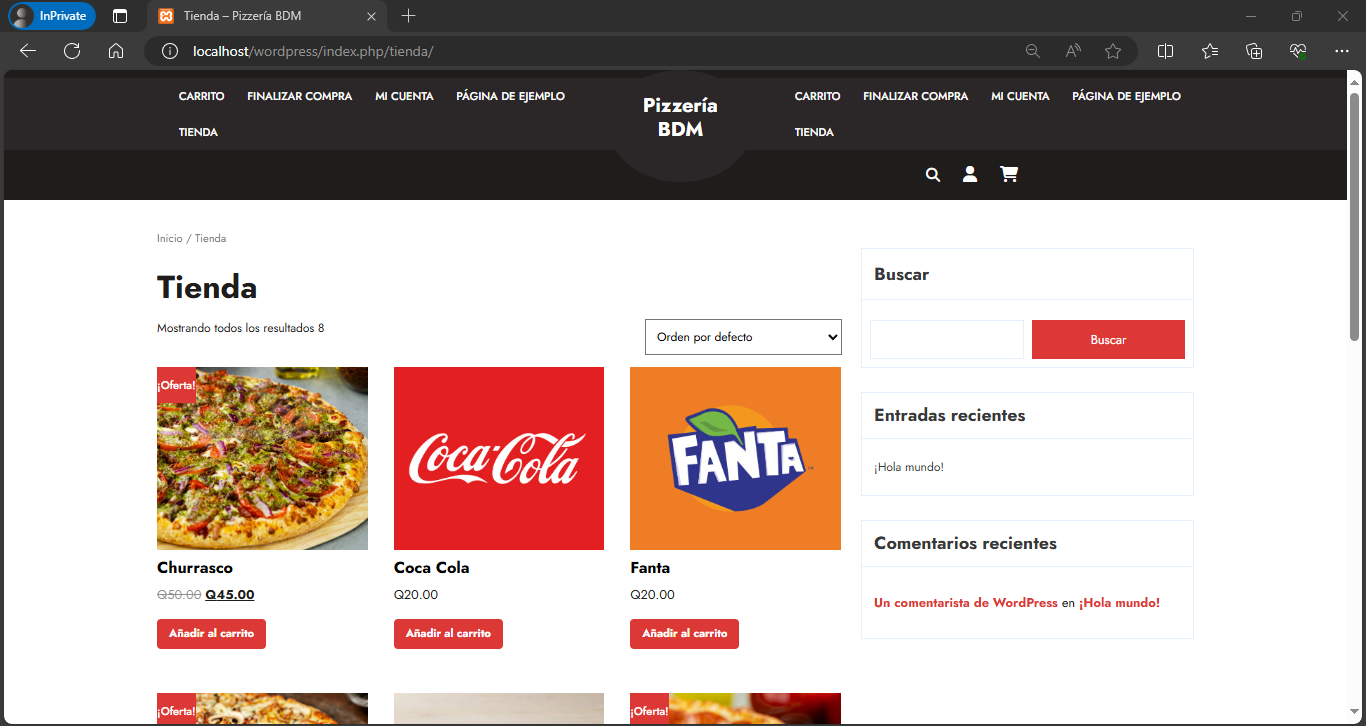 InPrivate
Tienda – Pizzería BDM
localhost/wordpress/index.php/tienda/
CARRITO FINALIZAR COMPRA MI CUENTA PÁGINA DE EJEMPLO
TIENDA
Pizzería
BDM
CARRITO FINALIZAR COMPRA MI CUENTA PÁGINA DE EJEMPLO
TIENDA
Inicio / Tienda
Tienda
Mostrando todos los resultados 8
Orden por defecto
¡Oferta!
Coca-Cola
FANTA
Churrasco
Q50.00 Q45.00
Añadir al carrito
Coca Cola
Q20.00
Añadir al carrito
Fanta
Q20.00
Añadir al carrito
¡Oferta!
¡Oferta!
Buscar
Buscar
Entradas recientes
¡Hola mundo!
Comentarios recientes
Un comentarista de WordPress en ¡Hola mundo!